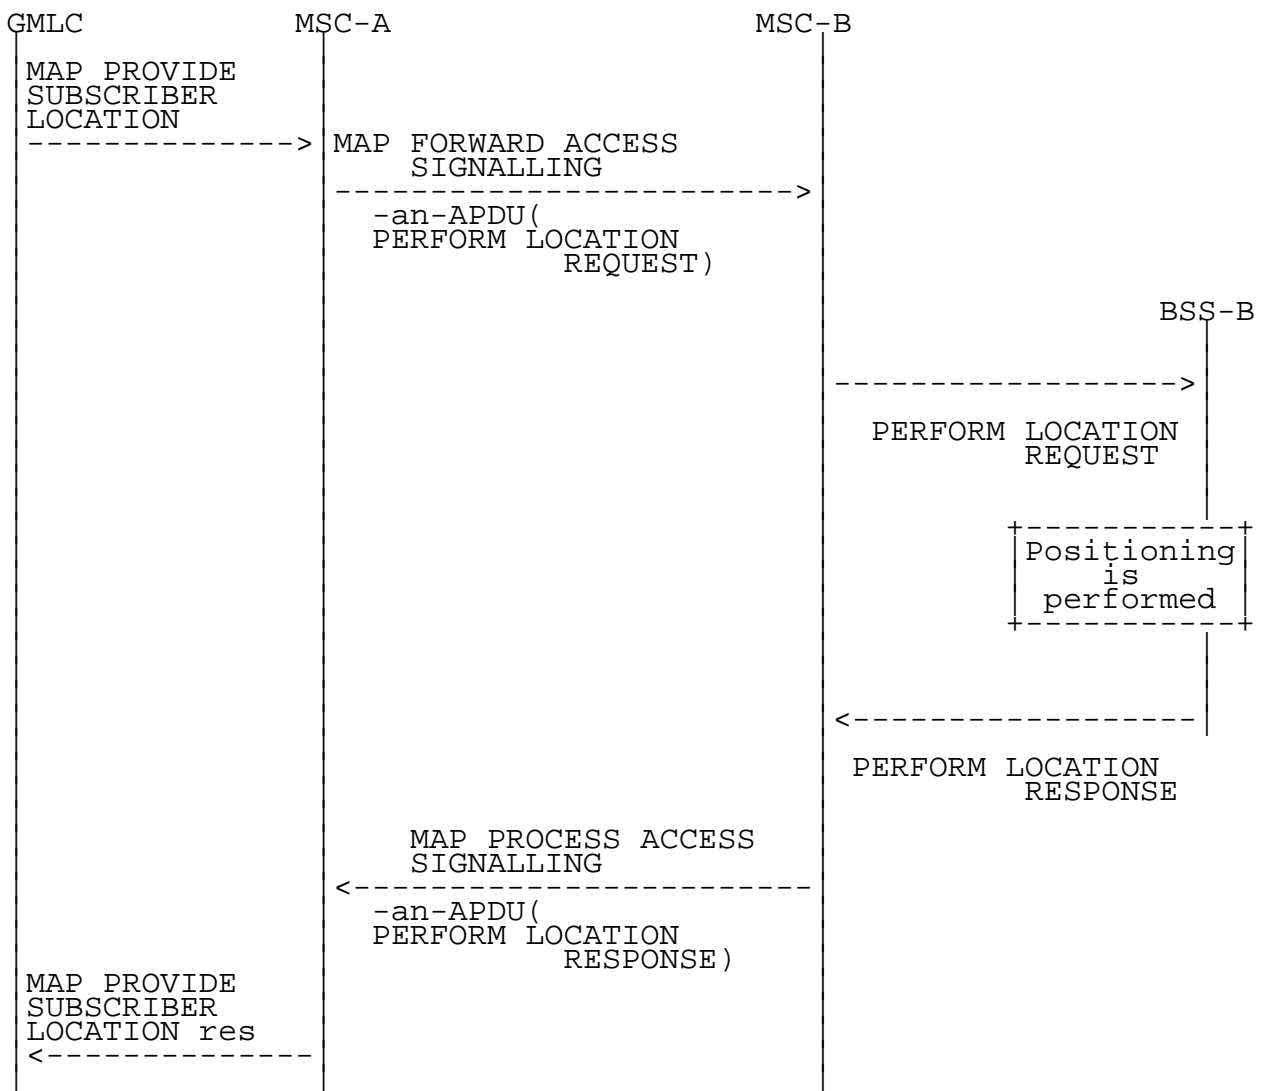 GMLC MSC-A MSC-B
MAP PROVIDE
SUBSCRIBER
LOCATION
MAP FORWARD ACCESS
SIGNALLING
-an-APDU(
PERFORM LOCATION
REQUEST)
BSS-B
PERFORM LOCATION
REQUEST
Positioning
is
performed
PERFORM LOCATION
RESPONSE
MAP PROCESS ACCESS
SIGNALLING
-an-APDU(
PERFORM LOCATION
RESPONSE)
MAP PROVIDE
SUBSCRIBER
LOCATION res